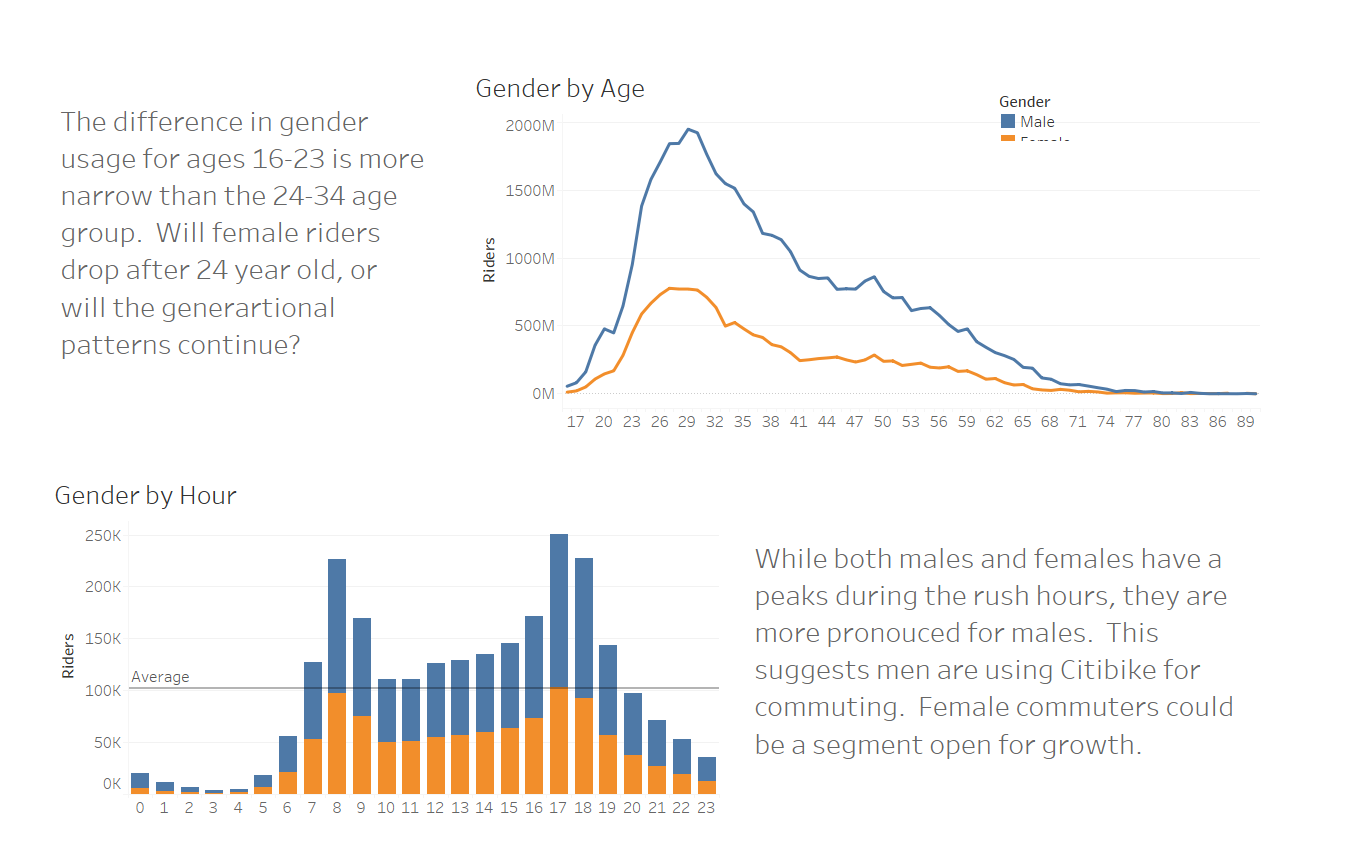 Gender by Age
The difference in gender
usage for ages 16-23 is more
narrow than the 24-34 age
group.  Will female riders
drop after 24 year old, or
will the generartional
patterns continue?
Gender
Male
Female
2000M
1500M
1000M
500M
0M
Riders
17 20 23 26 29 32 35 38 41 44 47 50 53 56 59 62 65 68 71 74 77 80 83 86 89
Gender by Hour
250K
200K
150K
100K
50K
0K
Riders
Average
0 1 2 3 4 5 6 7 8 9 10 11 12 13 14 15 16 17 18 19 20 21 22 23
While both males and females have a
peaks during the rush hours, they are
more pronouced for males.  This
suggests men are using Citibike for
commuting.  Female commuters could
be a segment open for growth.